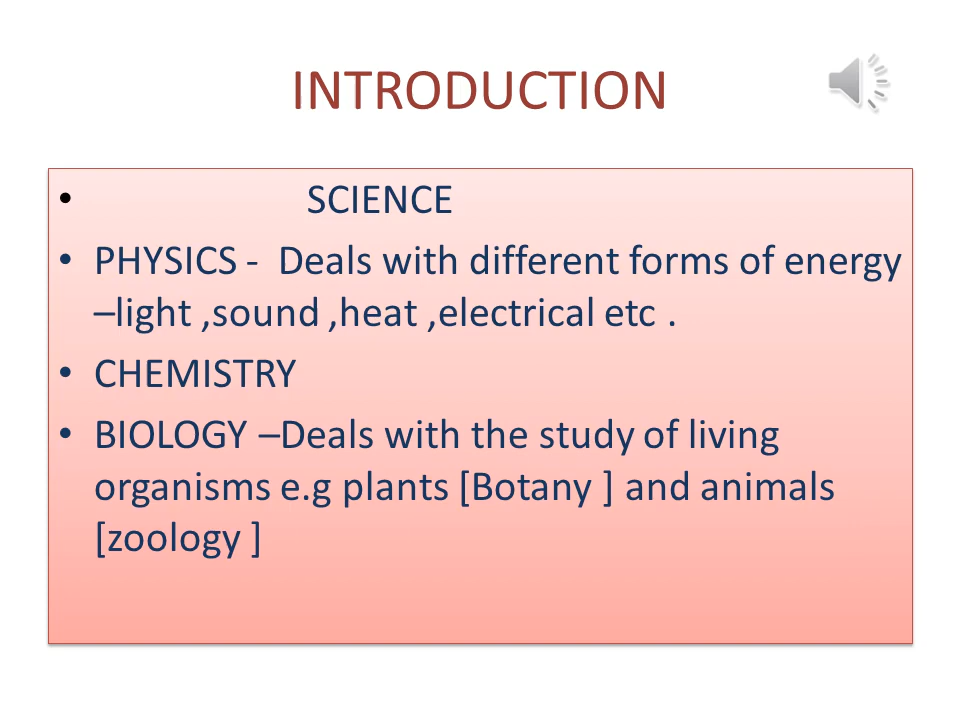 INTRODUCTION
• SCIENCE
• PHYSICS - Deals with different forms of energy
–light ,sound ,heat ,electrical etc .
• CHEMISTRY
• BIOLOGY –Deals with the study of living
organisms e.g plants [Botany ] and animals
[zoology ]